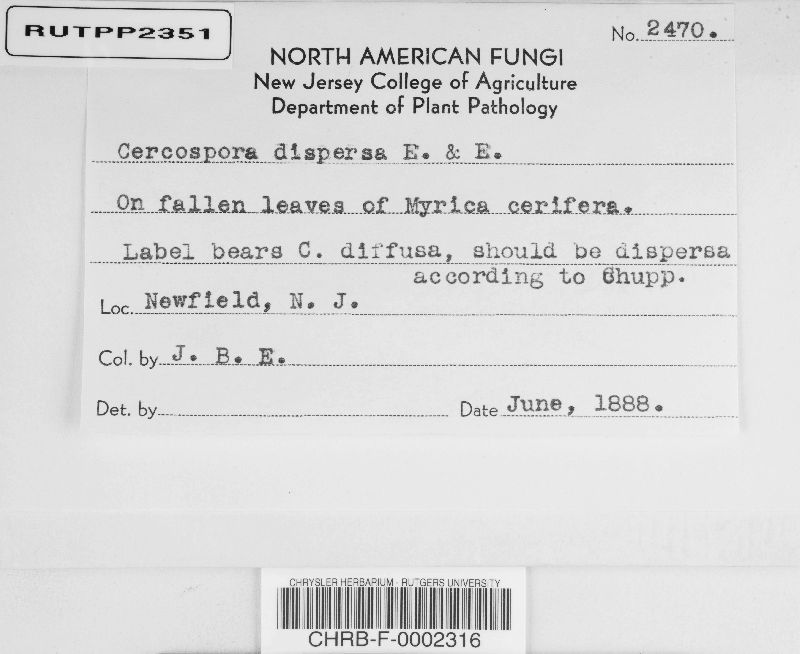 RUTPP2351
No. 2470.
NORTH AMERICAN FUNGI
New Jersey College of Agriculture
Department of Plant Pathology
Cercospora dispersa E. & E.
On fallen leaves of Myrica cerifera.
Label bears C. diffusa, should be dispersa
according to Chupp.
Loc. Newfield, N. J.
Col. by J. B. E.
Det. by
Date June, 1888.
CHRYSLER HERBARIUM - RUTGERS UNIVERSITY
CHRB-F-0002316